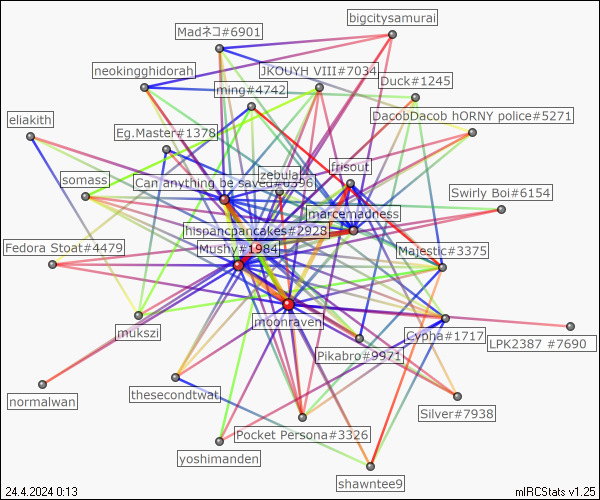 bigcitysamurai
Madネコ#6901
neokingghidorah
JKOUYH VIII#7034
Duck#1245
ming#4742
DacobDacob hORNY police#5271
eliakith
Eg.Master#1378
frisout
zebula
somass
Can anything be saved#0396
Swirly Boi#6154
marcemadness
hispancpancakes#2928
Fedora Stoat#4479
Mushy#1984
Majestic#3375
mukszi
moonraven
Cypha#1717
LPK2387 #7690
Pikabro#9971
normalwan
thesecondtwat
Silver#7938
Pocket Persona#3326
yoshimanden
shawntee9
24.4.2024 0:13
mIRCStats v1.25